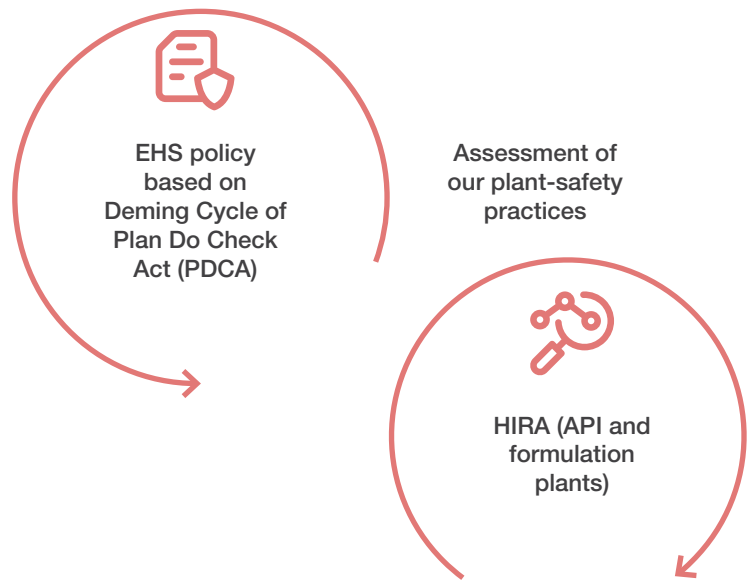 EHS policy
based on
Deming Cycle of
Plan Do Check
Act (PDCA)
Assessment of
our plant-safety
practices
HIRA (API and
formulation
plants)